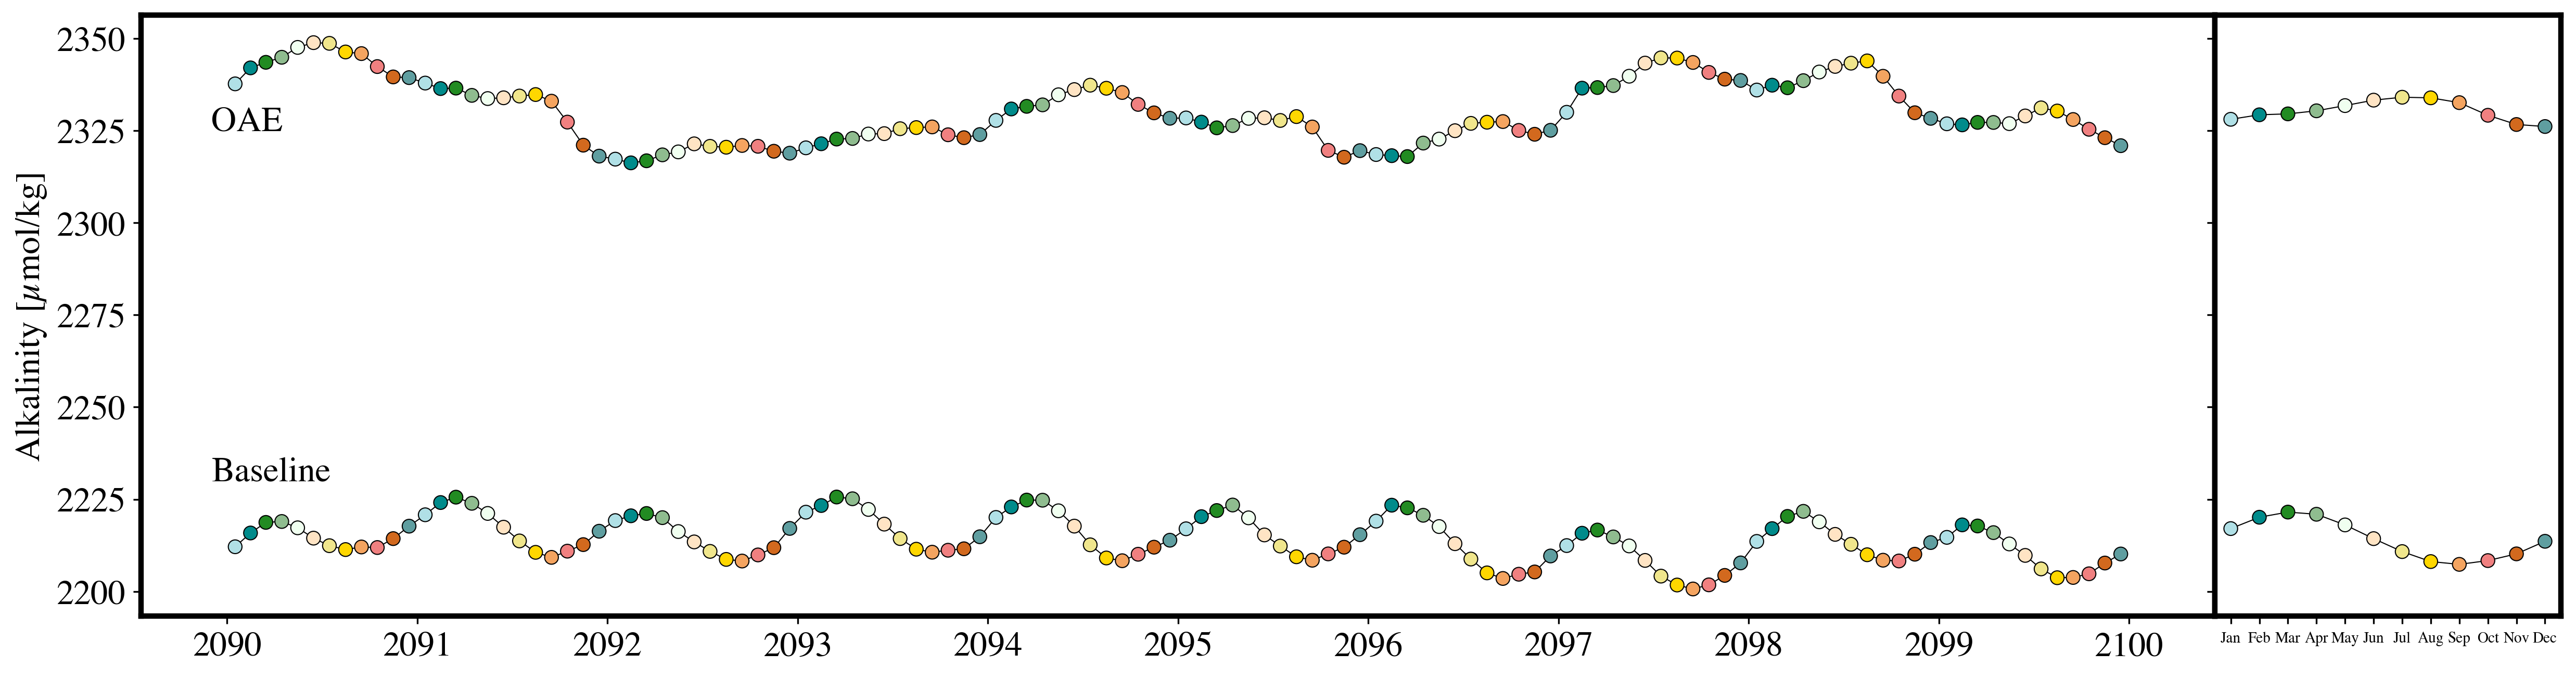 Alkalinity [μmol/kg]
2350
2325
2300
2275
2250
2225
2200
OAE
Baseline
2090 2091 2092 2093 2094 2095 2096 2097 2098 2099 2100
Jan Feb Mar Apr May Jun Jul Aug Sep Oct Nov Dec